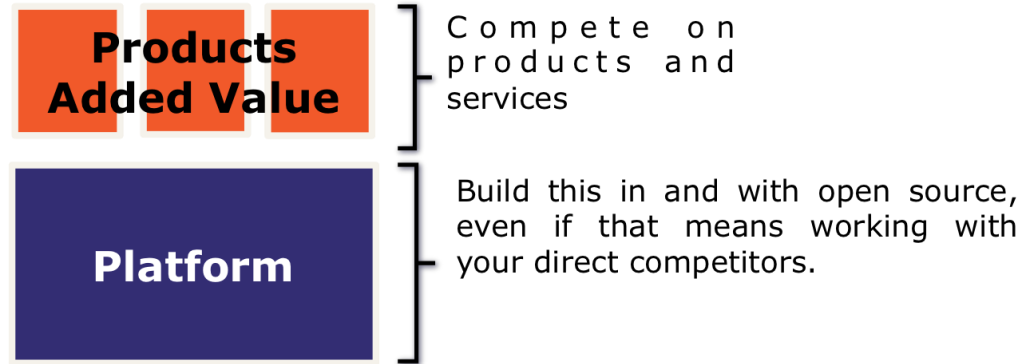 Products
Added Value
Compete on
products and
services
Platform
Build this in and with open source,
even if that means working with
your direct competitors.